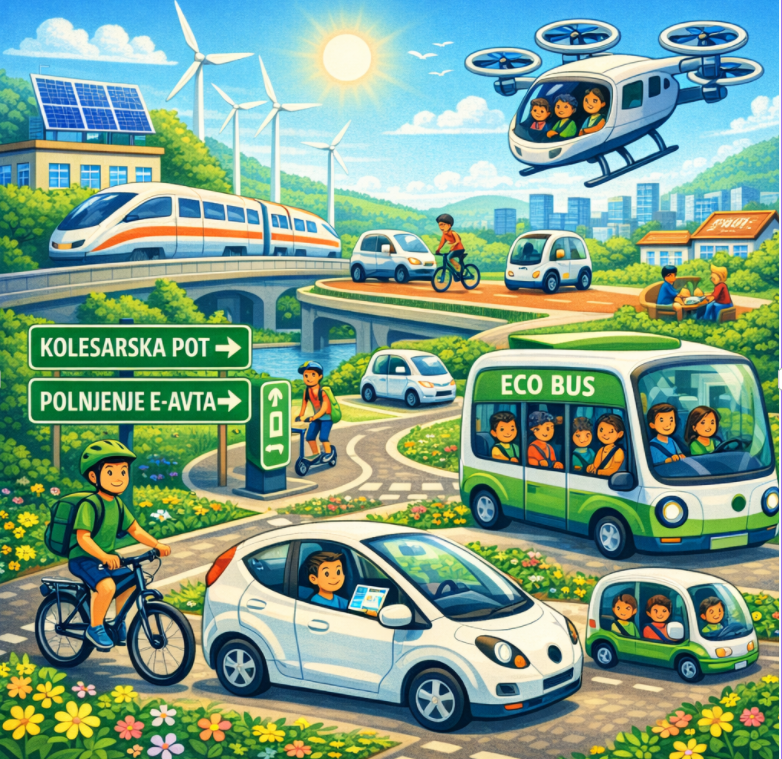 KOLESARSKA POT →
POLNJENJE E-AVTA →
ECO BUS